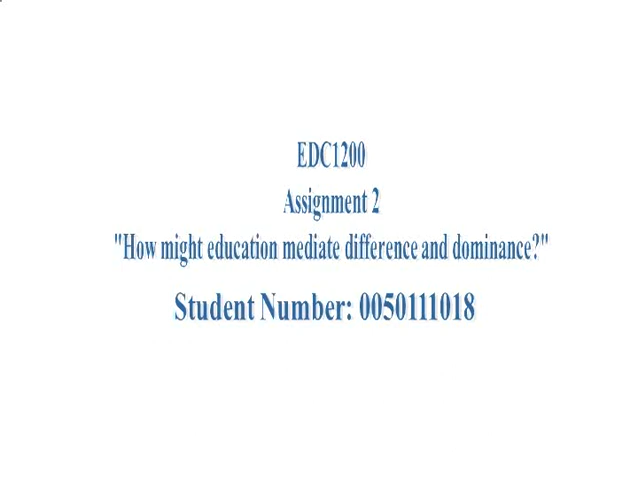 EDC1200
Assignment 2
"How might education mediate difference and dominance?"
Student Number: 0050111018